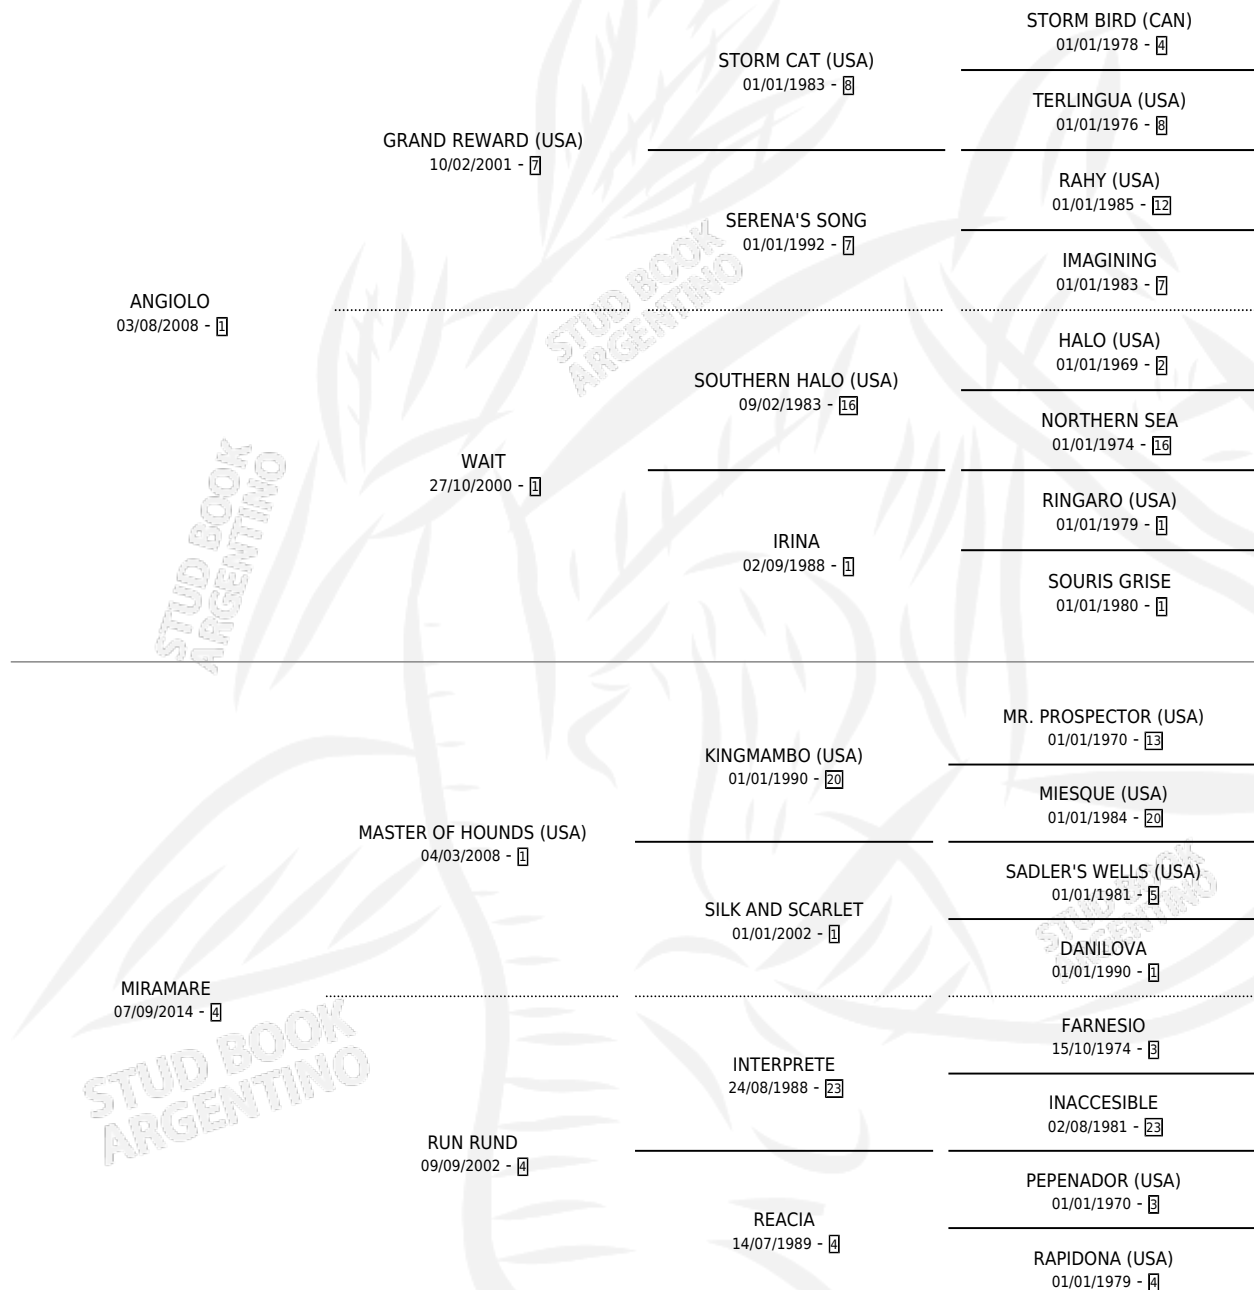 STORM BIRD (CAN)
01/01/1978 - 4
STORM CAT (USA)
01/01/1983 - 8
TERLINGUA (USA)
01/01/1976 - 8
GRAND REWARD (USA)
10/02/2001 - 7
RAHY (USA)
01/01/1985 - 12
SERENA'S SONG
01/01/1992 - 7
IMAGINING
01/01/1983 - 7
ANGIOLO
03/08/2008 - 1
HALO (USA)
01/01/1969 - 2
SOUTHERN HALO (USA)
09/02/1983 - 16
NORTHERN SEA
01/01/1974 - 16
WAIT
27/10/2000 - 1
RINGARO (USA)
01/01/1979 - 1
IRINA
02/09/1988 - 1
SOURIS GRISE
01/01/1980 - 1
STUD BOOK
ARGENTINO
STUD BOOK
ARGENTINO
MR. PROSPECTOR (USA)
01/01/1970 - 13
KINGMAMBO (USA)
01/01/1990 - 20
MIESQUE (USA)
01/01/1984 - 20
MASTER OF HOUNDS (USA)
04/03/2008 - 1
SADLER'S WELLS (USA)
01/01/1981 - 5
SILK AND SCARLET
01/01/2002 - 1
DANILOVA
01/01/1990 - 1
STUD BOOK
ARGENTINO
MIRAMARE
07/09/2014 - 4
FARNESIO
15/10/1974 - 3
INTERPRETE
24/08/1988 - 23
INACCESIBLE
02/08/1981 - 23
STUD BOOK
ARGENTINO
RUN RUND
09/09/2002 - 4
PEPENADOR (USA)
01/01/1970 - 3
REACIA
14/07/1989 - 4
RAPIDONA (USA)
01/01/1979 - 4